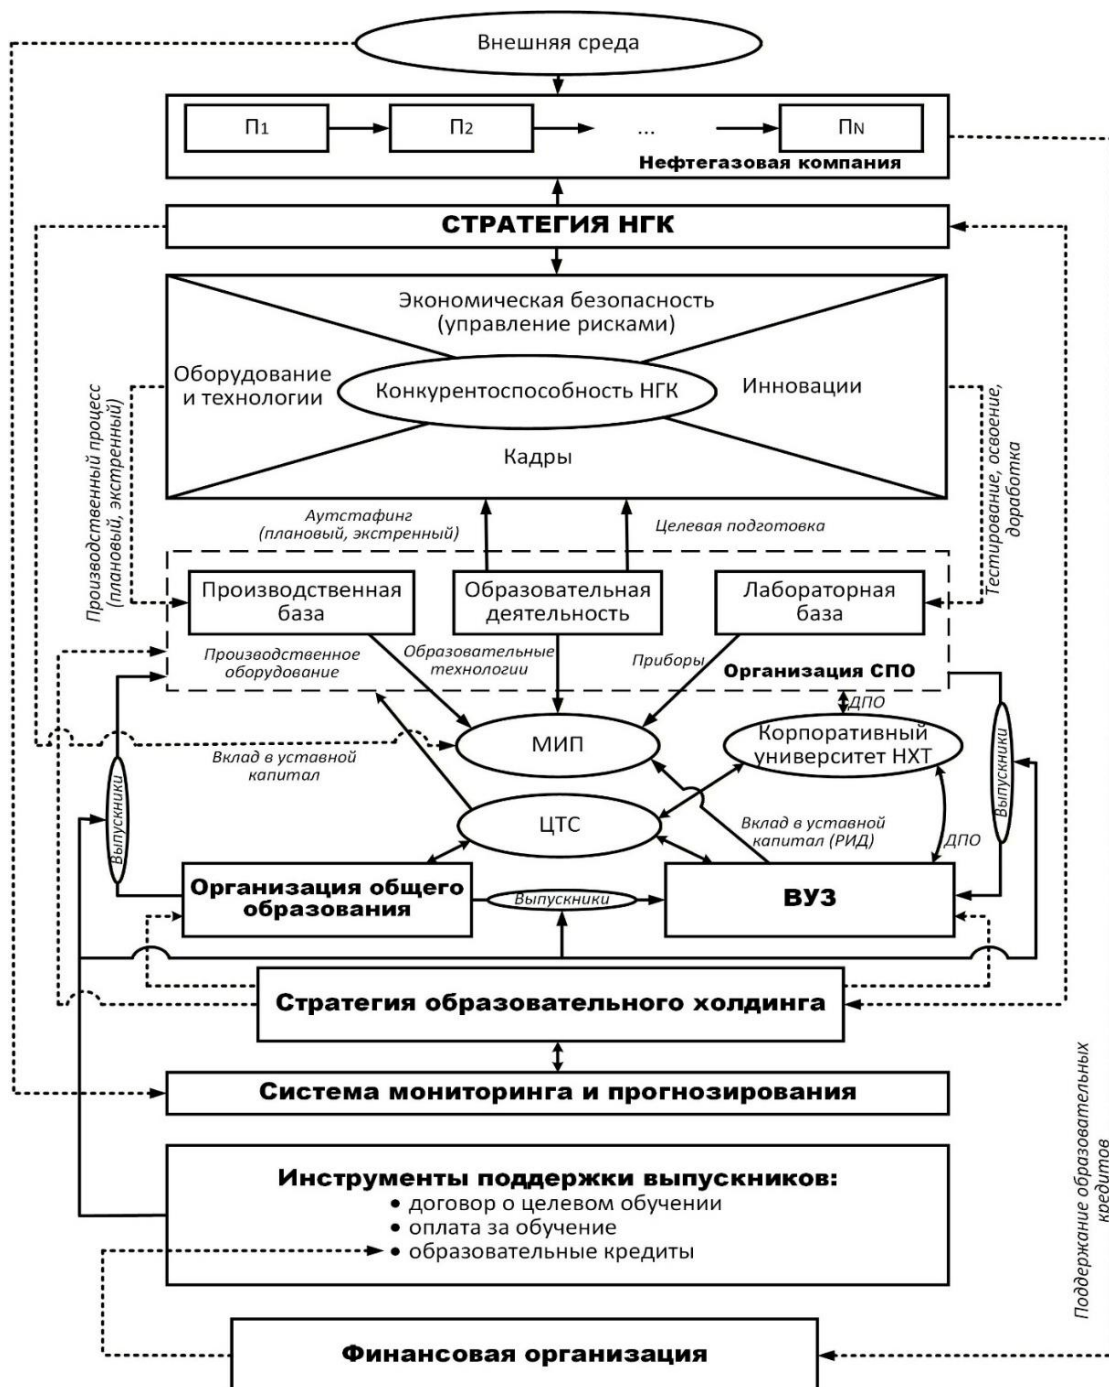 Внешняя среда
П1
П2
...
ПN
Нефтегазовая компания
СТРАТЕГИЯ НГК
Экономическая безопасность
(управление рисками)
Оборудование
и технологии
Конкурентоспособность НГК
Инновации
Кадры
Производственный процесс
(плановый, экстренный)
Тестирование, освоение,
доработка
Аутстафинг
(плановый, экстренный)
Целевая подготовка
Производственная
база
Образовательная
деятельность
Лабораторная
база
Производственное
оборудование
Образовательные
технологии
Приборы
Организация СПО
ДПО
МИП
Корпоративный
университет НХТ
Вклад в уставной
капитал
Выпускники
Выпускники
ЦТС
Вклад в уставной
капитал (РИД)
ДПО
Организация общего
образования
Выпускники
ВУЗ
Стратегия образовательного холдинга
Система мониторинга и прогнозирования
Инструменты поддержки выпускников:
• договор о целевом обучении
• оплата за обучение
• образовательные кредиты
Поддержание образовательных
кредитов
Финансовая организация